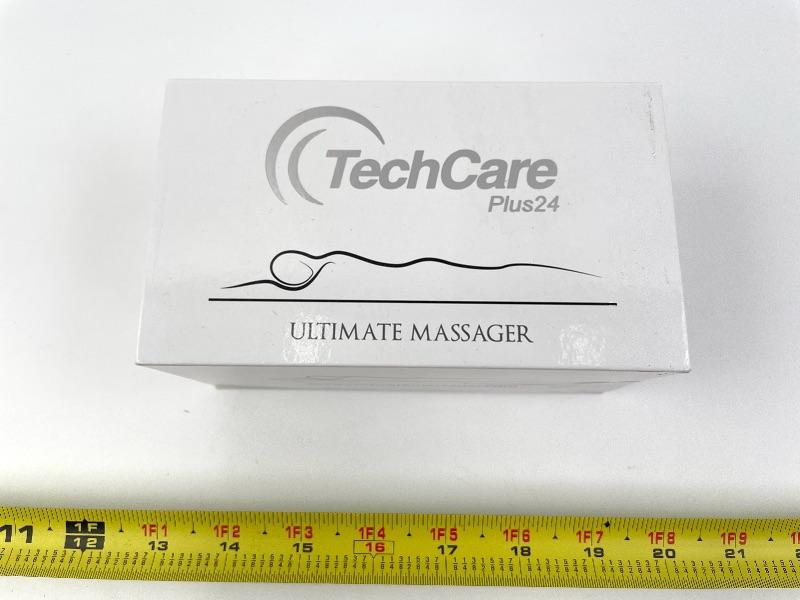 TechCare
Plus24
ULTIMATE MASSAGER
11 1F 1F1 1F2 1F3 1F4 1F5 1F6 1F7 1F8 1F9
12 13 14 15 16 17 18 19 20 21